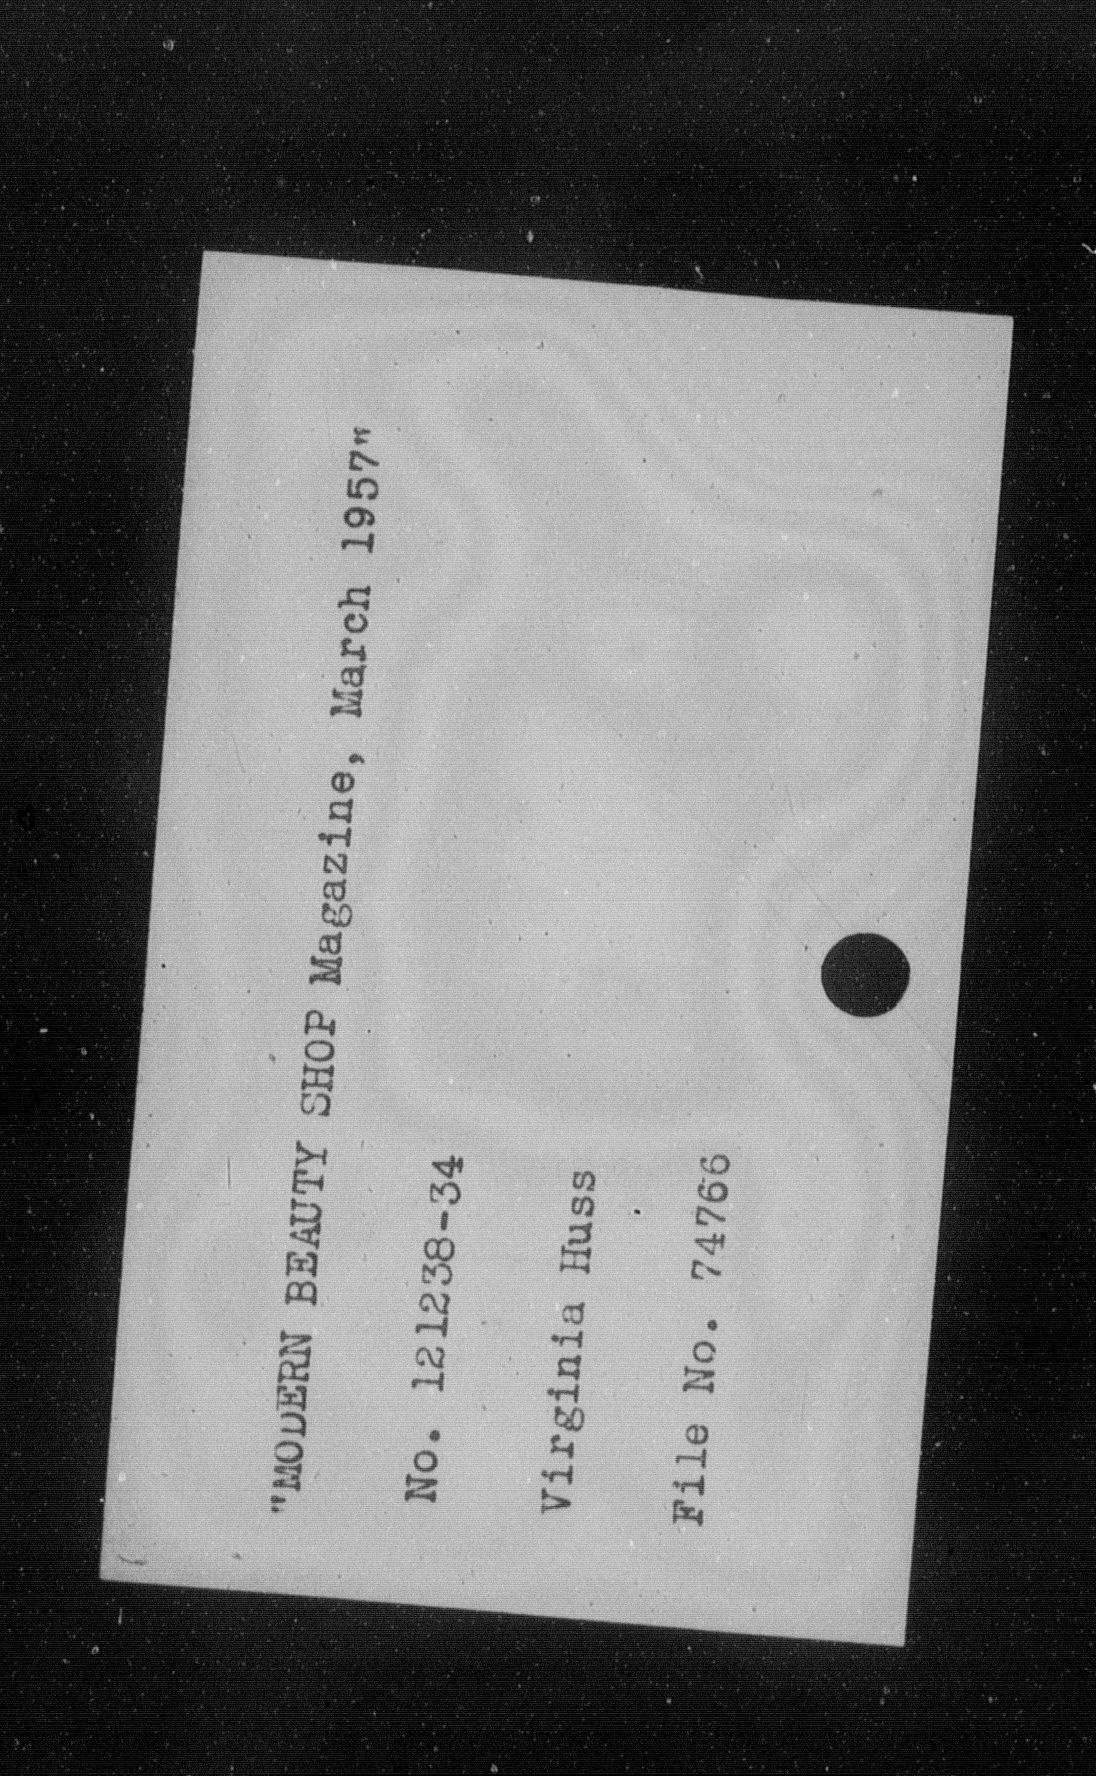 "MODERN BEAUTY SHOP Magazine, March 1957"
No. 121238-34
Virginia Huss
File No. 74766